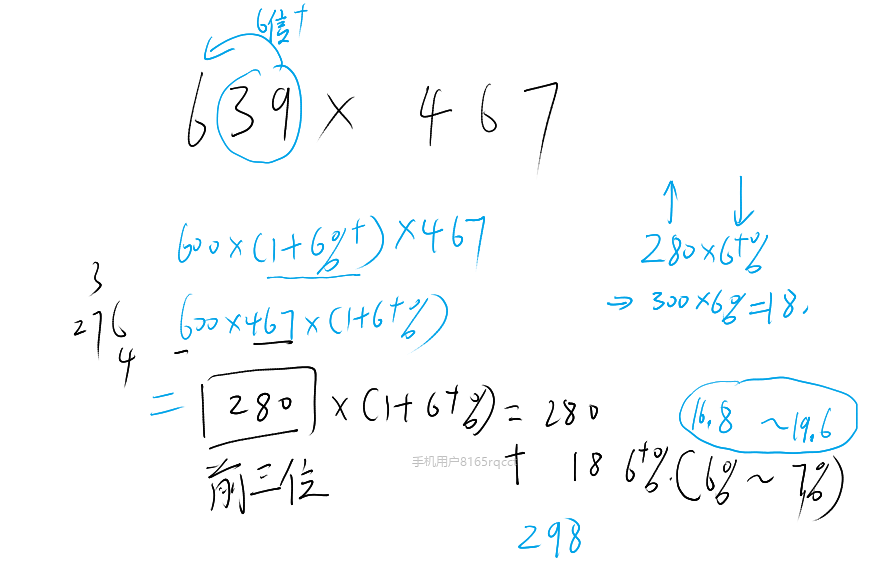 6倍+
639 × 467
600×(1+6%+)×467
↑ ↓
280×6+%
⇒ 300×6%=18.
3
276
4
600×467×(1+6+%)
= 280 ×(1+6+%)= 280
前三位
+ 18
16.8 ~19.6
6+%.(6%~7%)
手机用户8165rqcct
298